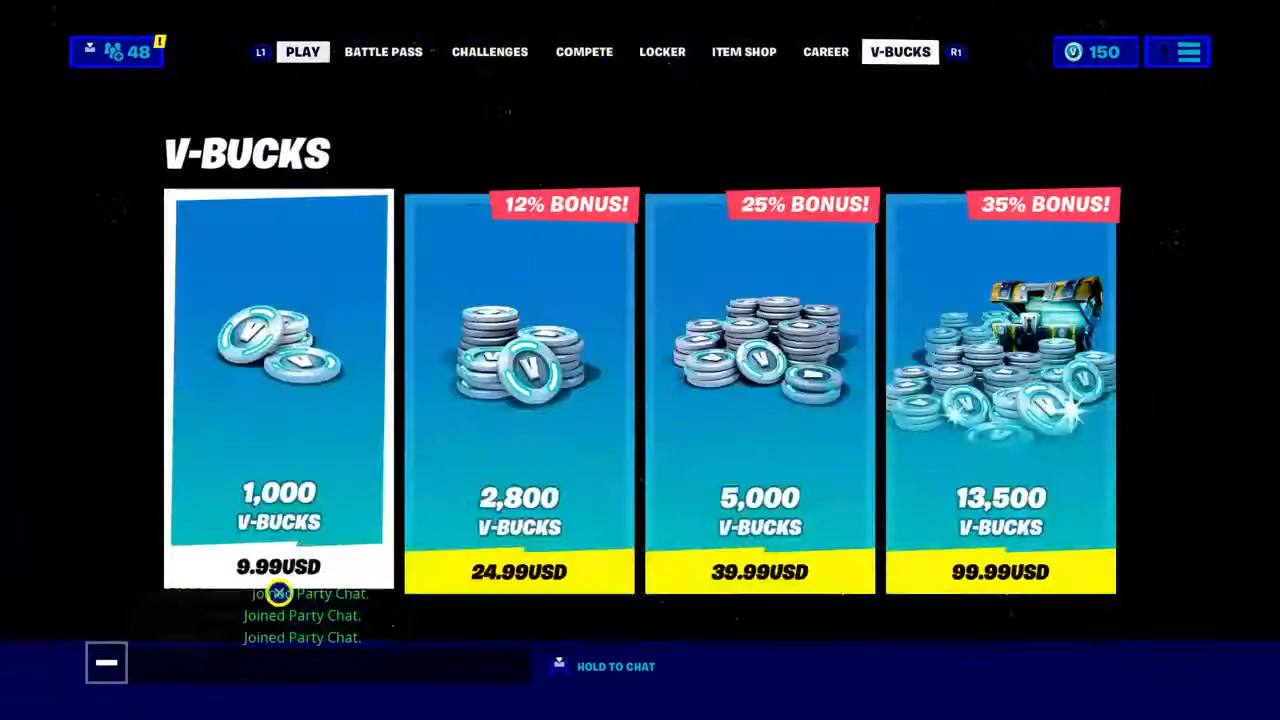 48 !
L1 PLAY BATTLE PASS CHALLENGES COMPETE LOCKER ITEM SHOP CAREER V-BUCKS R1
150
V-BUCKS
12% BONUS!
25% BONUS!
35% BONUS!
1,000
V-BUCKS
9.99USD
2,800
V-BUCKS
24.99USD
5,000
V-BUCKS
39.99USD
13,500
V-BUCKS
99.99USD
Joined Party Chat.
Joined Party Chat.
Joined Party Chat.
HOLD TO CHAT